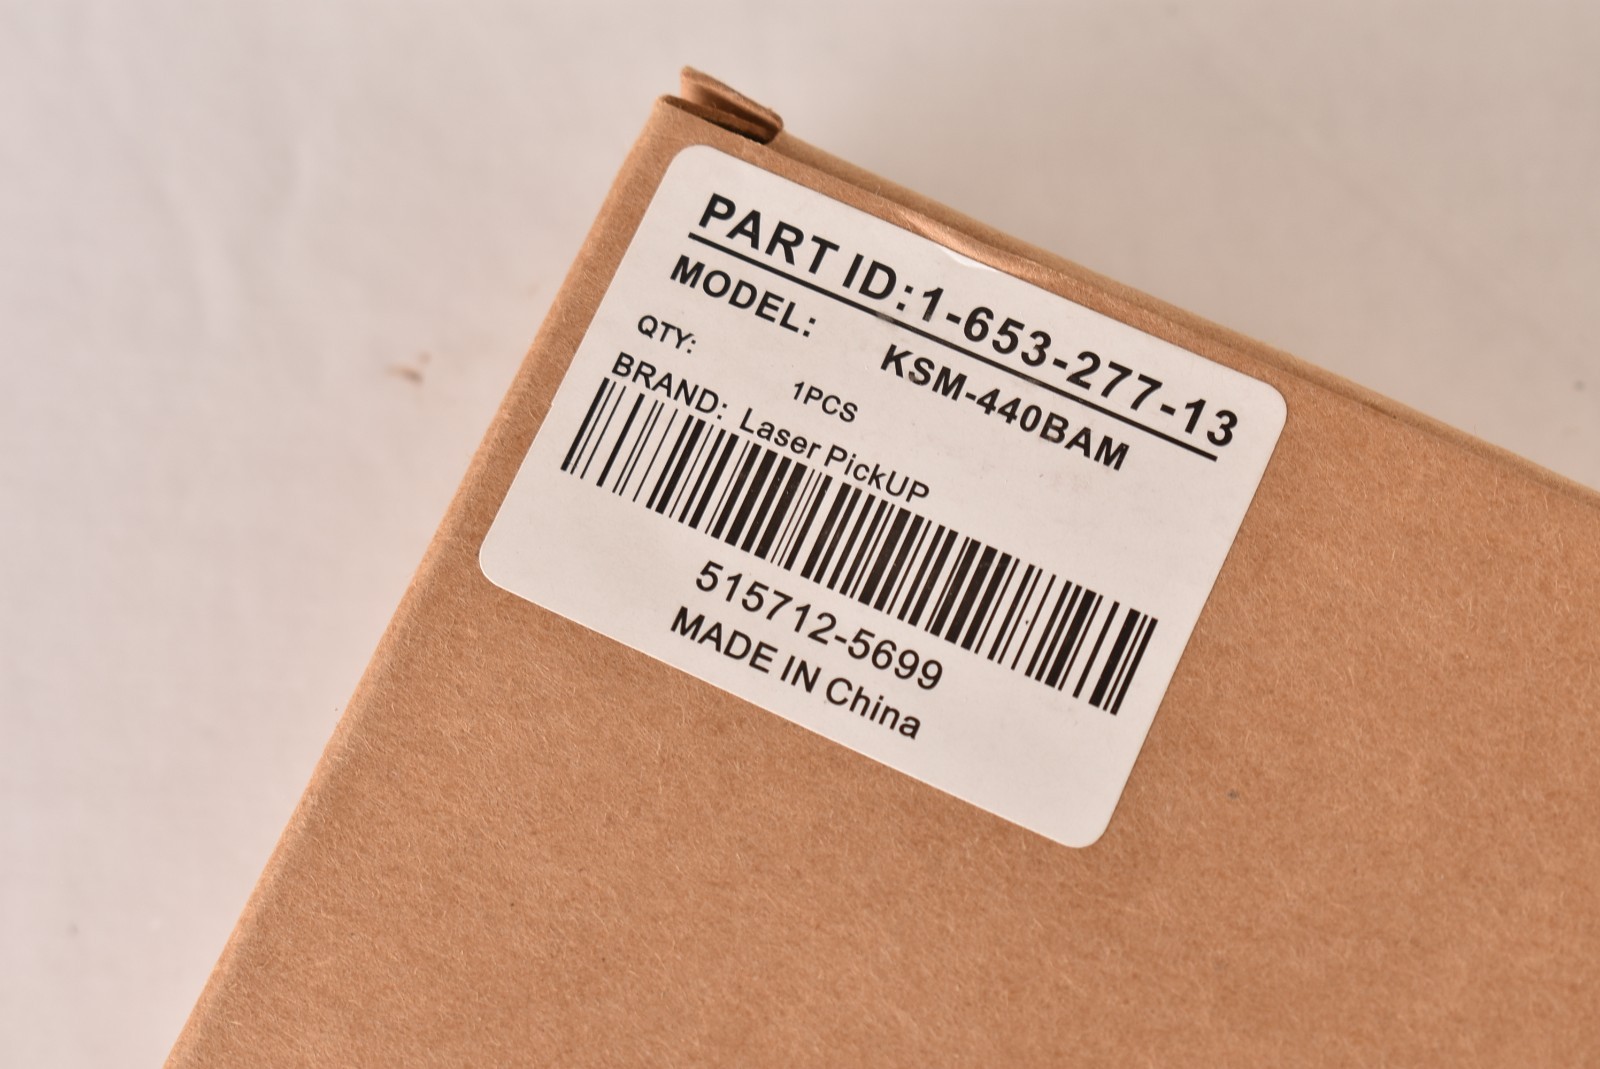 PART ID:1-653-277-13
MODEL: KSM-440BAM
QTY: 1PCS
BRAND: Laser PickUP
515712-5699
MADE IN China